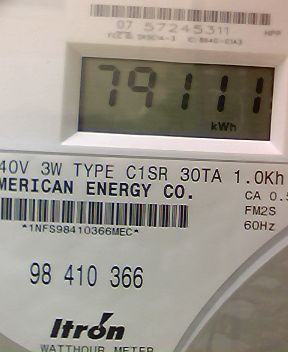 07 57245311
79111
kWh
40V 3W TYPE C1SR 30TA 1.0Kh
MERICAN ENERGY CO.
CA 0.5
FM2S
*1NFS98410366MEC*
60Hz
98 410 366
Itron
WATTHOUR METER